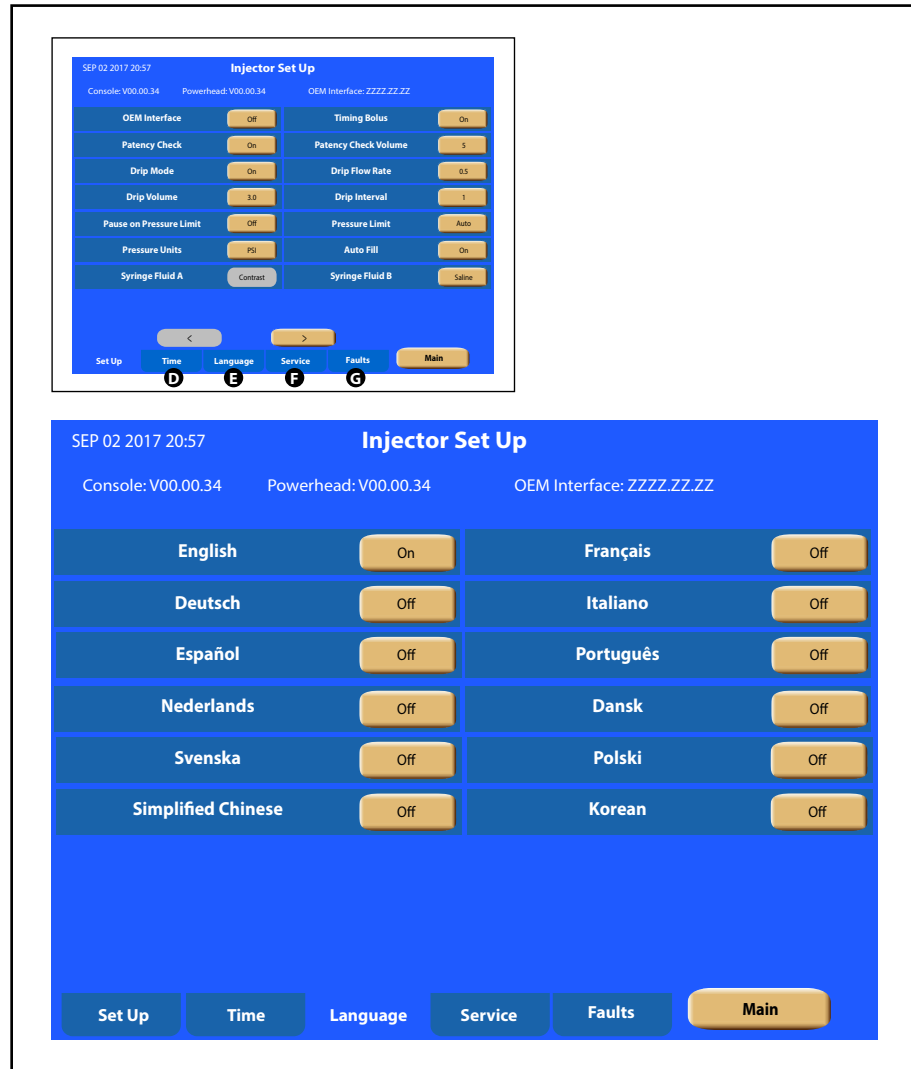 SEP 02 2017 20:57 Injector Set Up
Console: V00.00.34 Powerhead: V00.00.34 OEM Interface: ZZZZ.ZZ.ZZ
OEM Interface Off Timing Bolus On
Patency Check On Patency Check Volume 5
Drip Mode On Drip Flow Rate 0.5
Drip Volume 3.0 Drip Interval 1
Pause on Pressure Limit Off Pressure Limit Auto
Pressure Units PSI Auto Fill On
Syringe Fluid A Contrast Syringe Fluid B Saline
< >
Set Up Time Language Service Faults Main
D E F G
SEP 02 2017 20:57 Injector Set Up
Console: V00.00.34 Powerhead: V00.00.34 OEM Interface: ZZZZ.ZZ.ZZ
English On Français Off
Deutsch Off Italiano Off
Español Off Português Off
Nederlands Off Dansk Off
Svenska Off Polski Off
Simplified Chinese Off Korean Off
Set Up Time Language Service Faults Main